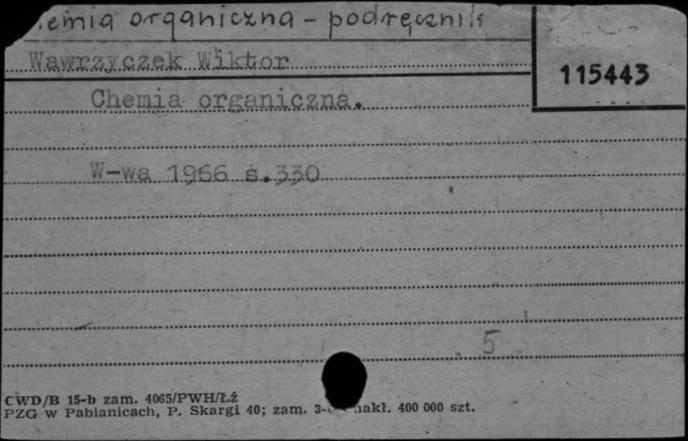 organiczna - podręcznik
Wawrzyczek Wiktor
115443
Chemia organiczna.
W-wa 1966 s.330
5
CWD/B 15-b zam. 4065/PWH/Łź
PZG w Pabianicach, P. Skargi 40; zam. nakł. 400 000 szt.